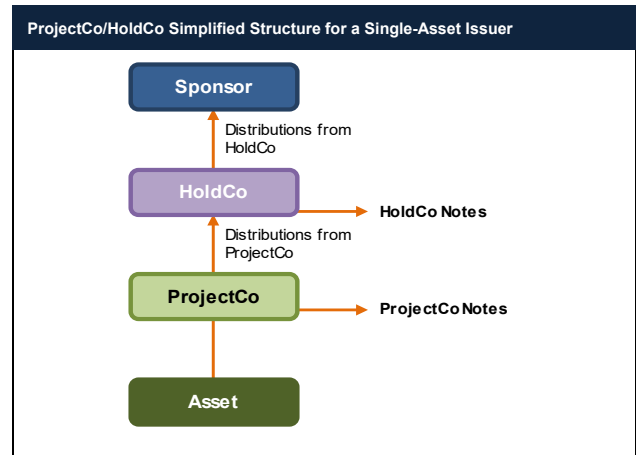 ProjectCo/HoldCo Simplified Structure for a Single-Asset Issuer
Sponsor
Distributions from
HoldCo
HoldCo
HoldCo Notes
Distributions from
ProjectCo
ProjectCo
ProjectCo Notes
Asset